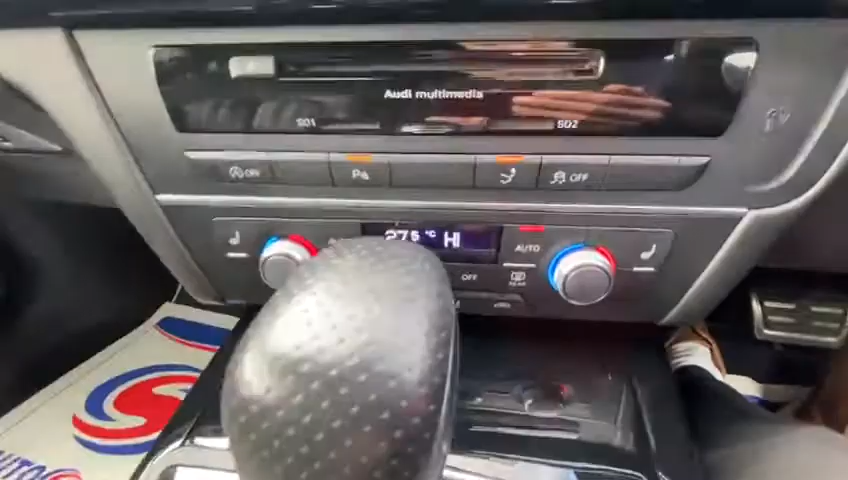 Audi multimedia
SD1
SD2
OFF
P
OFF
27.5 °C HI
AUTO
OFF
REAR